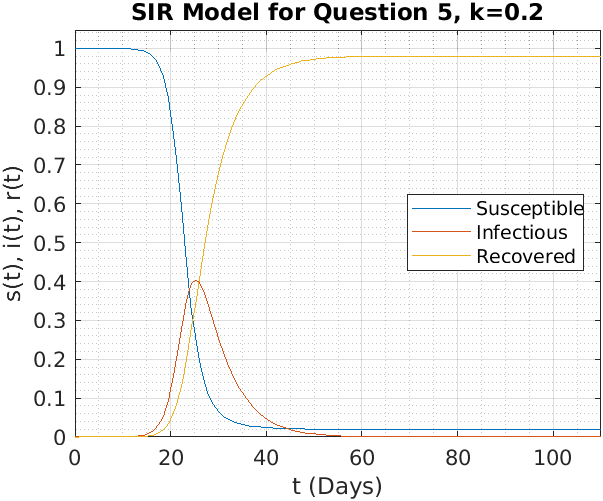 SIR Model for Question 5, k=0.2
1
0.9
0.8
0.7
0.6
0.5
0.4
0.3
0.2
0.1
0
s(t), i(t), r(t)
Susceptible
Infectious
Recovered
0 20 40 60 80 100
t (Days)